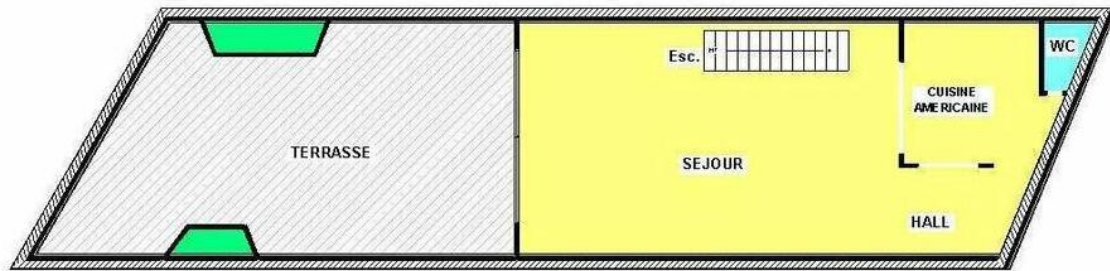 WC
Esc.
CUISINE
AMERICAINE
TERRASSE
SEJOUR
HALL